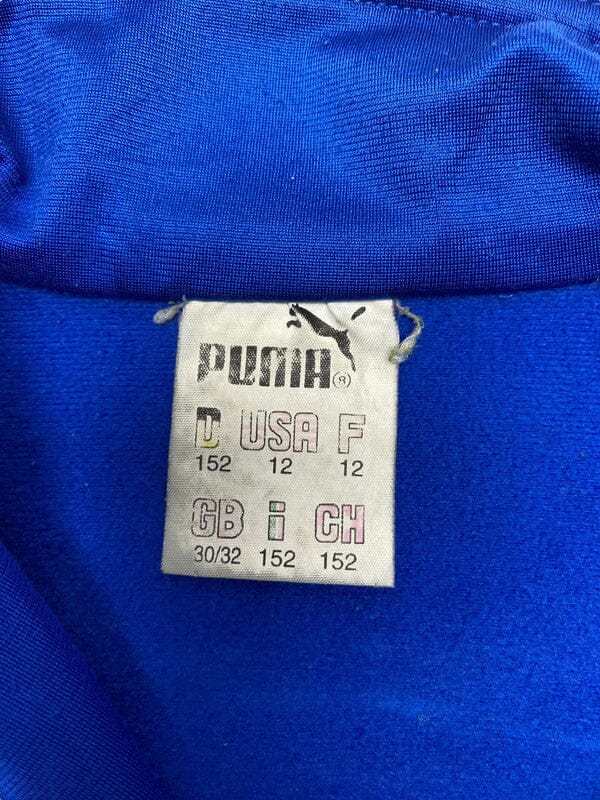 PUMA®
D USA F
152 12 12
GB i CH
30/32 152 152